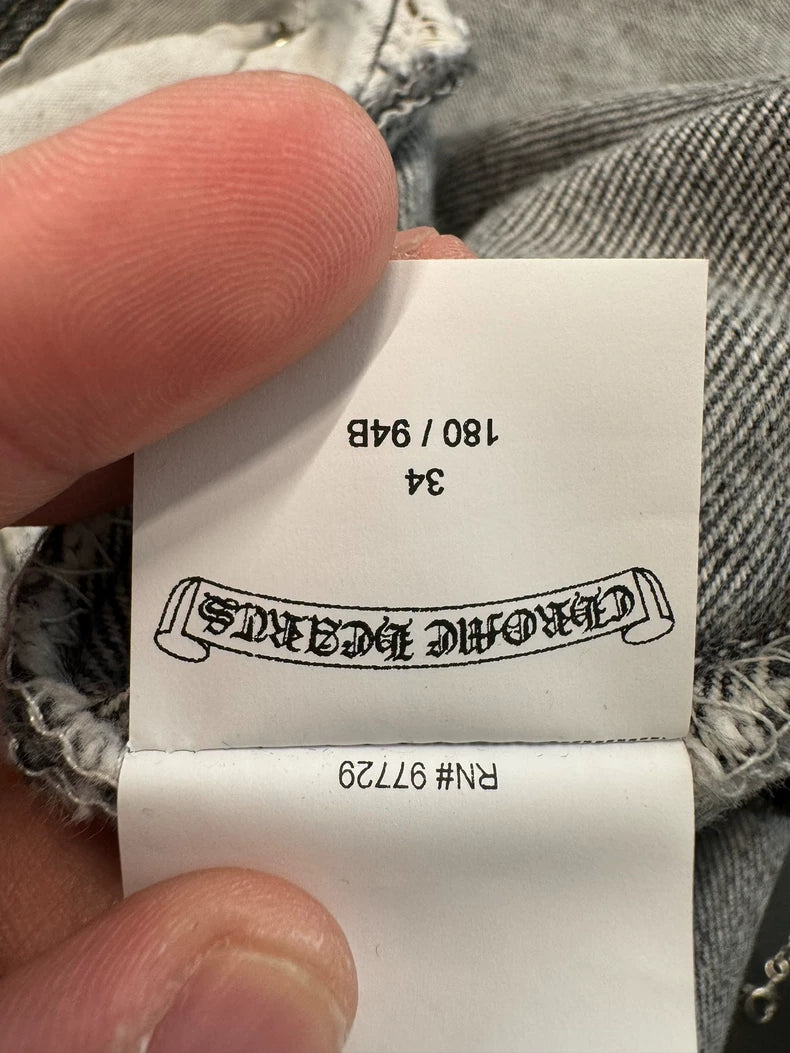 RN# 97729
CHROME HEARTS
34
180 / 94B